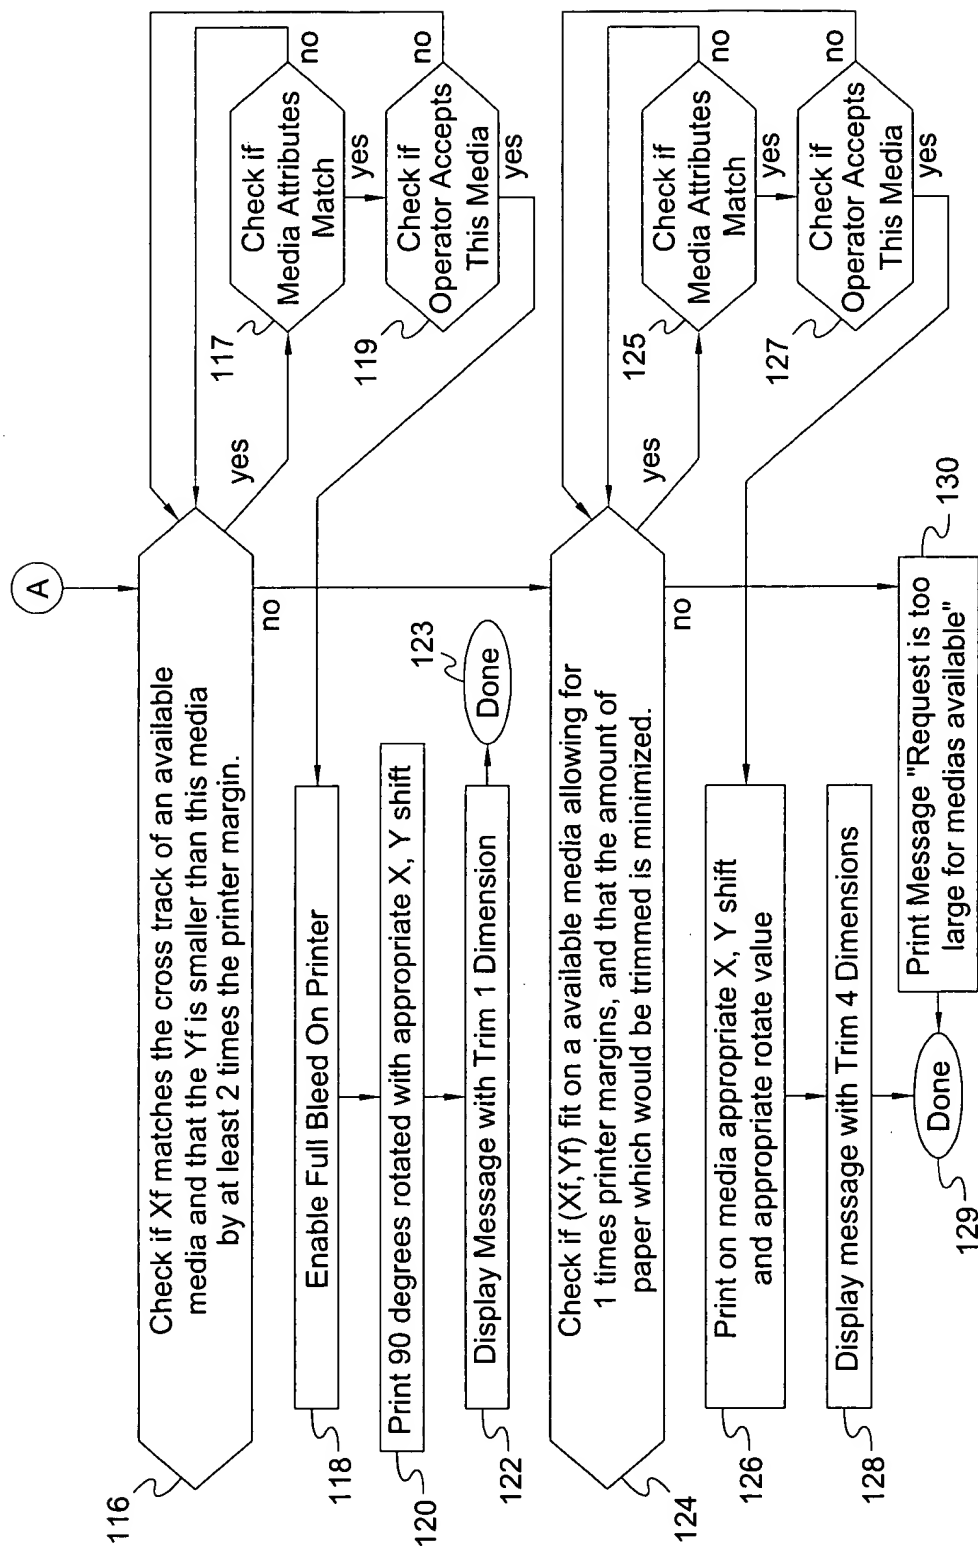 A
116
Check if Xf matches the cross track of an available
media and that the Yf is smaller than this media
by at least 2 times the printer margin.
yes
no
117
Check if
Media Attributes
Match
no
yes
119
Check if
Operator Accepts
This Media
no
yes
118
Enable Full Bleed On Printer
120
Print 90 degrees rotated with appropriate X, Y shift
122
Display Message with Trim 1 Dimension
123
Done
124
Check if (Xf,Yf) fit on a available media allowing for
1 times printer margins, and that the amount of
paper which would be trimmed is minimized.
yes
no
125
Check if
Media Attributes
Match
no
yes
127
Check if
Operator Accepts
This Media
no
yes
126
Print on media appropriate X, Y shift
and appropriate rotate value
128
Display message with Trim 4 Dimensions
129
Done
130
Print Message "Request is too
large for medias available"